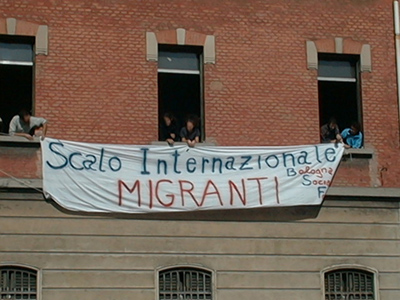 Scalo Internazionale
MIGRANTI
Bologna
Social
F